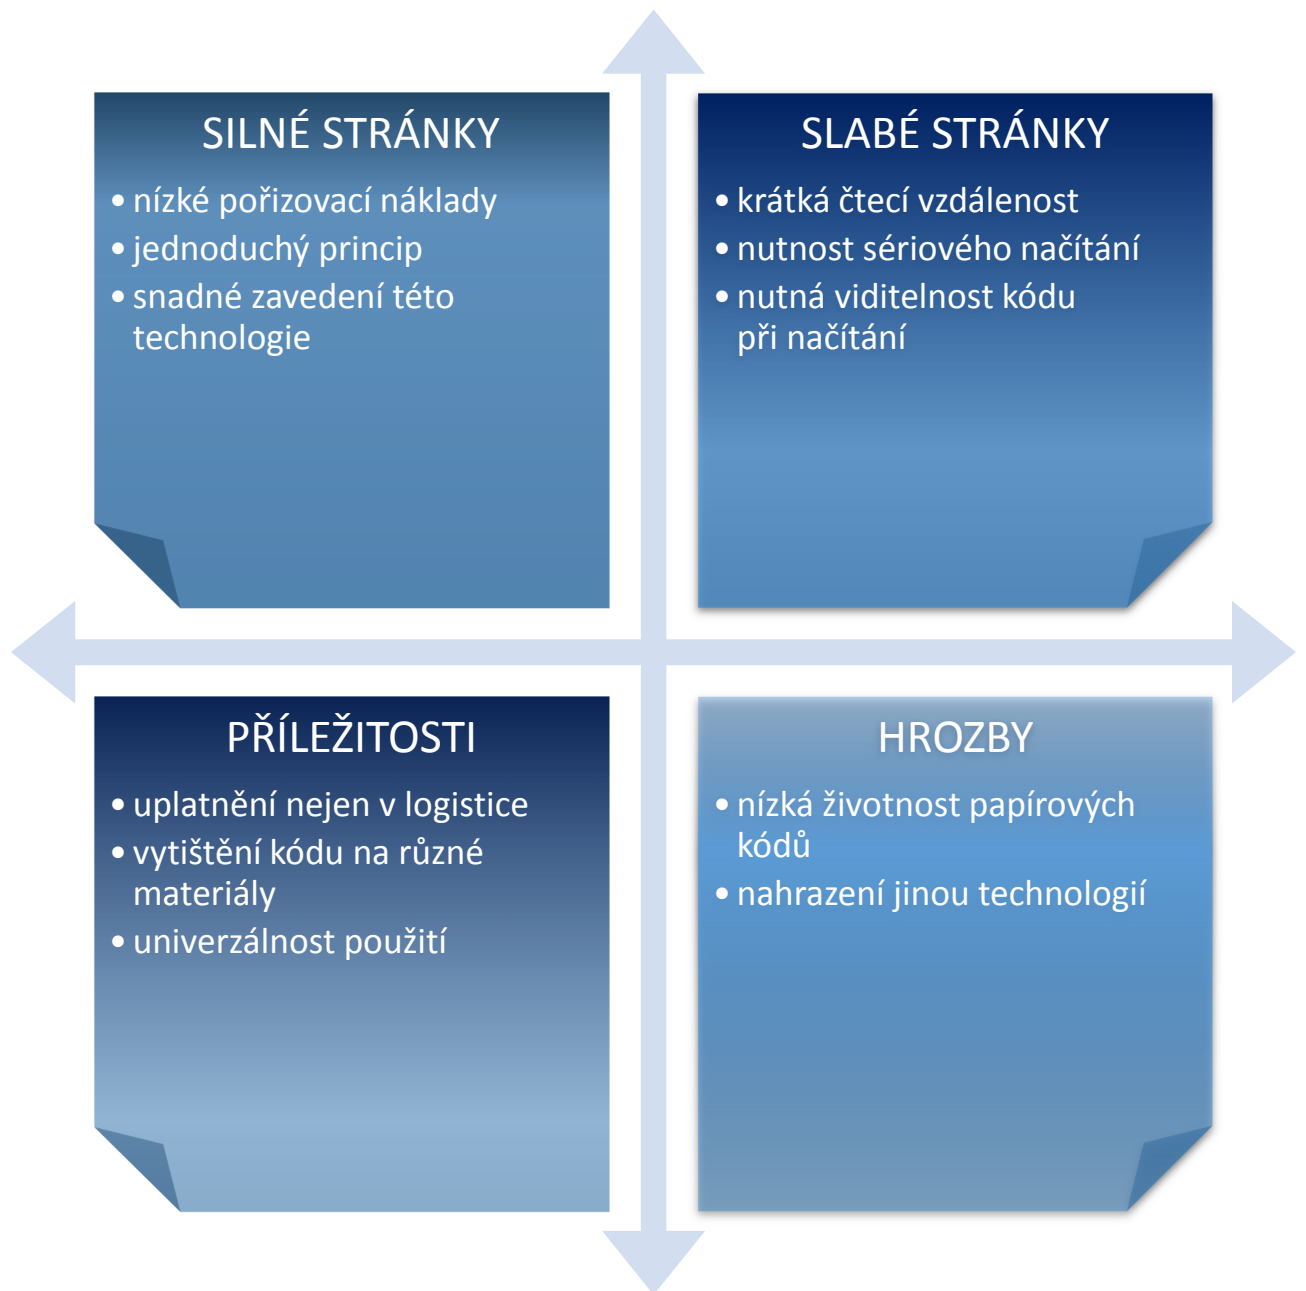 SILNÉ STRÁNKY
• nízké pořizovací náklady
• jednoduchý princip
• snadné zavedení této
technologie
SLABÉ STRÁNKY
• krátká čtecí vzdálenost
• nutnost sériového načítání
• nutná viditelnost kódu
při načítání
PŘÍLEŽITOSTI
• uplatnění nejen v logistice
• vytištění kódu na různé
materiály
• univerzálnost použití
HROZBY
• nízká životnost papírových
kódů
• nahrazení jinou technologií